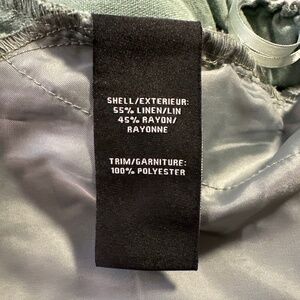 SHELL/EXTERIEUR:
55% LINEN/LIN
45% RAYON/
RAYONNE
TRIM/GARNITURE:
100% POLYESTER